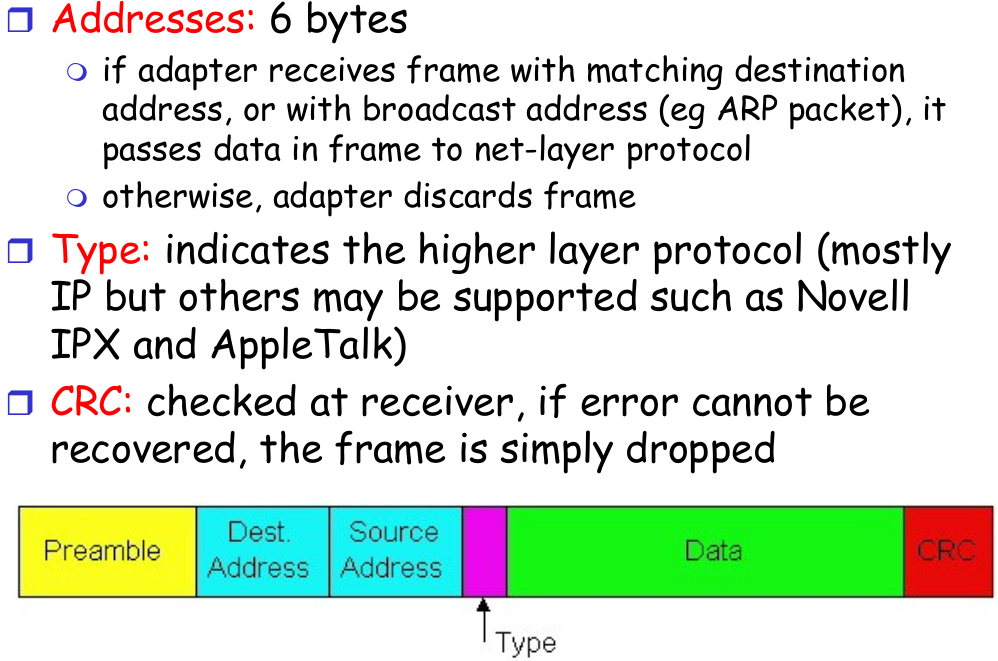 Addresses: 6 bytes
if adapter receives frame with matching destination
address, or with broadcast address (eg ARP packet), it
passes data in frame to net-layer protocol
otherwise, adapter discards frame
Type: indicates the higher layer protocol (mostly
IP but others may be supported such as Novell
IPX and AppleTalk)
CRC: checked at receiver, if error cannot be
recovered, the frame is simply dropped
Preamble
Dest.
Address
Source
Address
Data
CRC
Type